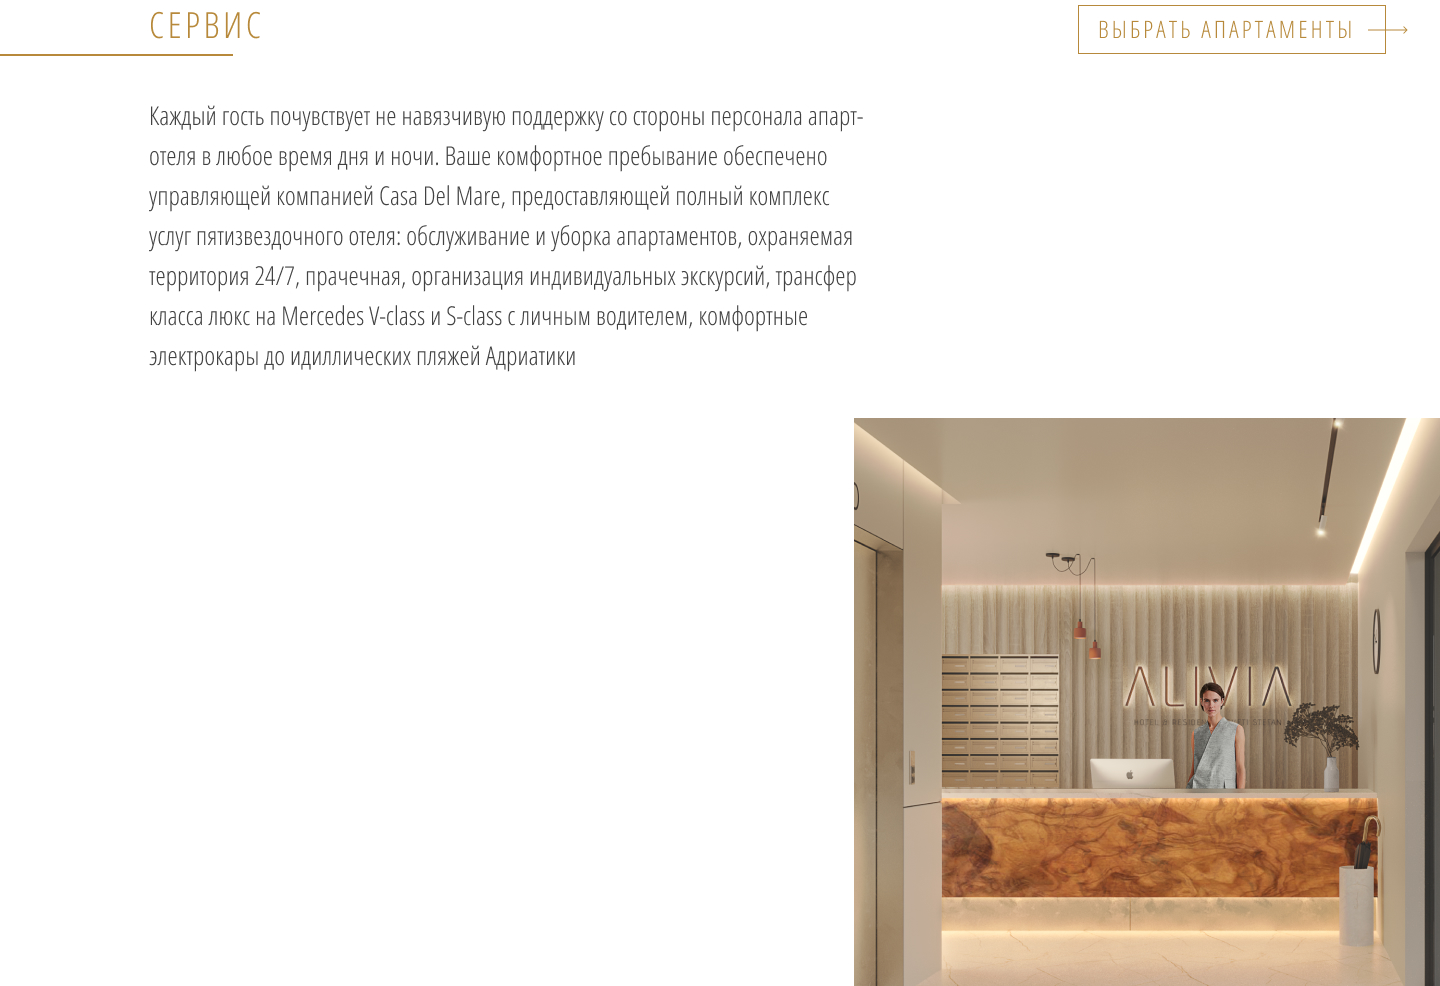 СЕРВИС
ВЫБРАТЬ АПАРТАМЕНТЫ
Каждый гость почувствует не навязчивую поддержку со стороны персонала апарт-
отеля в любое время дня и ночи. Ваше комфортное пребывание обеспечено
управляющей компанией Casa Del Mare, предоставляющей полный комплекс
услуг пятизвездочного отеля: обслуживание и уборка апартаментов, охраняемая
территория 24/7, прачечная, организация индивидуальных экскурсий, трансфер
класса люкс на Mercedes V-class и S-class с личным водителем, комфортные
электрокары до идиллических пляжей Адриатики
ALIVIA
HOTEL STEFAN